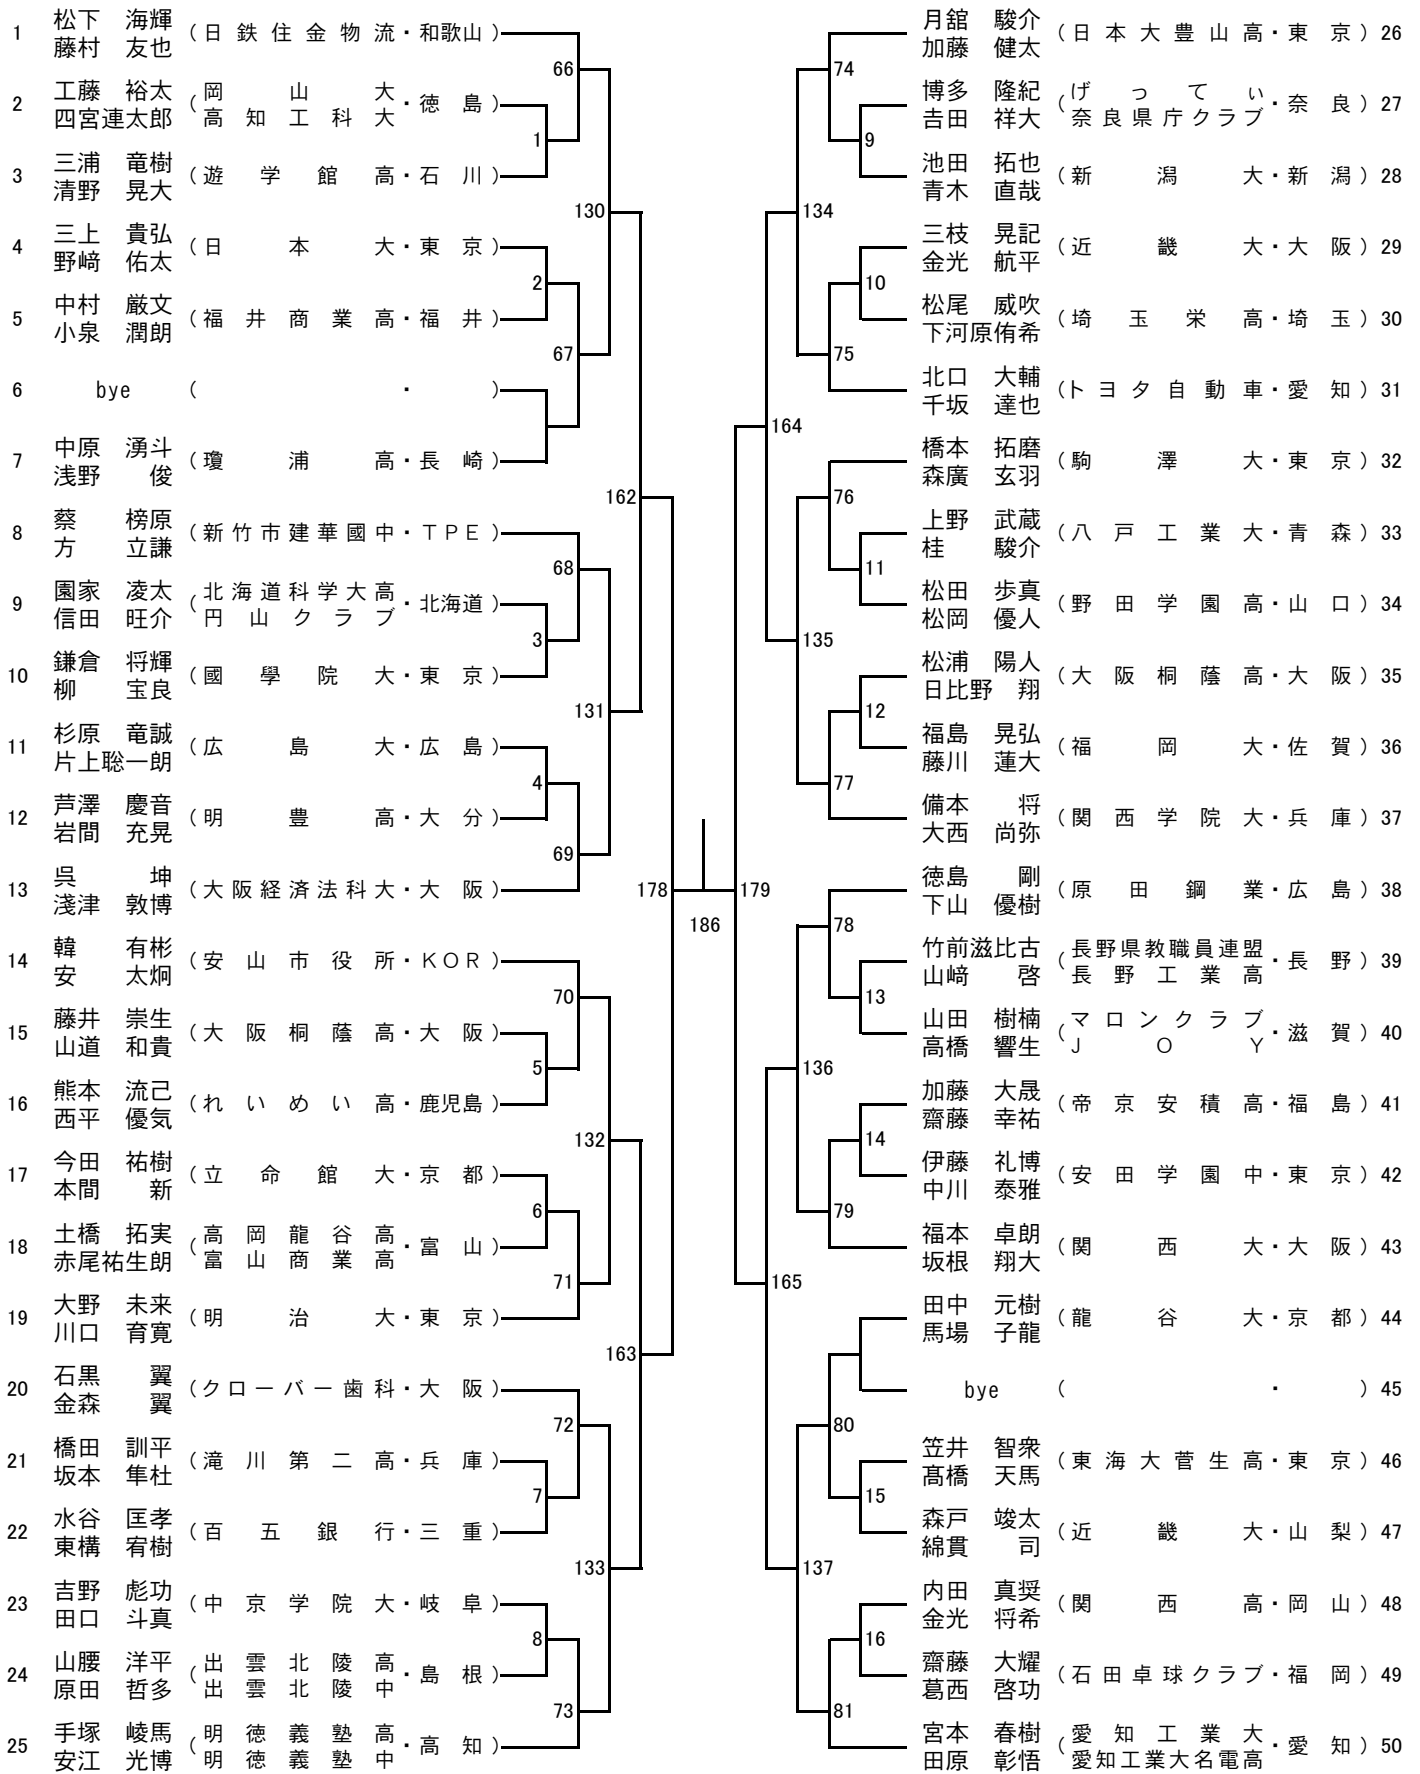 1 松下 海輝 藤村 友也 (日鉄住金物流・和歌山)
2 工藤 裕太 四宮連太郎 (岡山大 高知工科大・徳島)
3 三浦 竜樹 清野 晃大 (遊学館高・石川)
4 三上 貴弘 野﨑 佑太 (日本大・東京)
5 中村 厳文 小泉 潤朗 (福井商業高・福井)
6 bye ( ・ )
7 中原 湧斗 浅野 俊 (瓊浦高・長崎)
8 蔡 榜原 方 立謙 (新竹市建華國中・TPE)
9 園家 凌太 信田 旺介 (北海道科学大高 円山クラブ・北海道)
10 鎌倉 将輝 柳 宝良 (國學院大・東京)
11 杉原 竜誠 片上聡一朗 (広島大・広島)
12 芦澤 慶音 岩間 充晃 (明豊高・大分)
13 呉 坤 淺津 敦博 (大阪経済法科大・大阪)
14 韓 有彬 安 太炯 (安山市役所・KOR)
15 藤井 崇生 山道 和貴 (大阪桐蔭高・大阪)
16 熊本 流己 西平 優気 (れいめい高・鹿児島)
17 今田 祐樹 本間 新 (立命館大・京都)
18 土橋 拓実 赤尾祐生朗 (高岡龍谷高 富山商業高・富山)
19 大野 未来 川口 育寛 (明治大・東京)
20 石黒 翼 金森 翼 (クローバー歯科・大阪)
21 橋田 訓平 坂本 隼杜 (滝川第二高・兵庫)
22 水谷 匡孝 東構 宥樹 (百五銀行・三重)
23 吉野 彪功 田口 斗真 (中京学院大・岐阜)
24 山腰 洋平 原田 哲多 (出雲北陵高 出雲北陵中・島根)
25 手塚 崚馬 安江 光博 (明徳義塾高 明徳義塾中・高知)
66
1
130
2
67
162
68
3
131
4
69
178
70
5
132
6
71
163
72
7
133
8
73
186
74
9
134
10
75
164
76
11
135
12
77
179
78
13
136
14
79
165
80
15
137
16
81
月舘 駿介 加藤 健太 (日本大豊山高・東京) 26
博多 隆紀 吉田 祥大 (げってぃ 奈良県庁クラブ・奈良) 27
池田 拓也 青木 直哉 (新潟大・新潟) 28
三枝 晃記 金光 航平 (近畿大・大阪) 29
松尾 威吹 下河原侑希 (埼玉栄高・埼玉) 30
北口 大輔 千坂 達也 (トヨタ自動車・愛知) 31
橋本 拓磨 森廣 玄羽 (駒澤大・東京) 32
上野 武蔵 桂 駿介 (八戸工業大・青森) 33
松田 歩真 松岡 優人 (野田学園高・山口) 34
松浦 陽人 日比野 翔 (大阪桐蔭高・大阪) 35
福島 晃弘 藤川 蓮大 (福岡大・佐賀) 36
備本 将 大西 尚弥 (関西学院大・兵庫) 37
徳島 剛 下山 優樹 (原田鋼業・広島) 38
竹前滋比古 山﨑 啓 (長野県教職員連盟 長野工業高・長野) 39
山田 樹楠 高橋 響生 (マロンクラブ JOY・滋賀) 40
加藤 大晟 齋藤 幸祐 (帝京安積高・福島) 41
伊藤 礼博 中川 泰雅 (安田学園中・東京) 42
福本 卓朗 坂根 翔大 (関西大・大阪) 43
田中 元樹 馬場 子龍 (龍谷大・京都) 44
bye ( ・ ) 45
笠井 智衆 髙橋 天馬 (東海大菅生高・東京) 46
森戸 竣太 綿貫 司 (近畿大・山梨) 47
内田 真奨 金光 将希 (関西高・岡山) 48
齋藤 大耀 葛西 啓功 (石田卓球クラブ・福岡) 49
宮本 春樹 田原 彰悟 (愛知工業大 愛知工業大名電高・愛知) 50